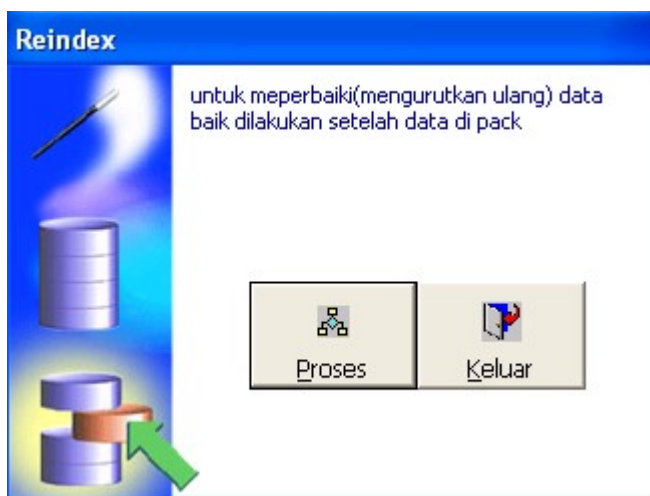 Reindex
untuk meperbaiki(mengurutkan ulang) data
baik dilakukan setelah data di pack
Proses
Keluar